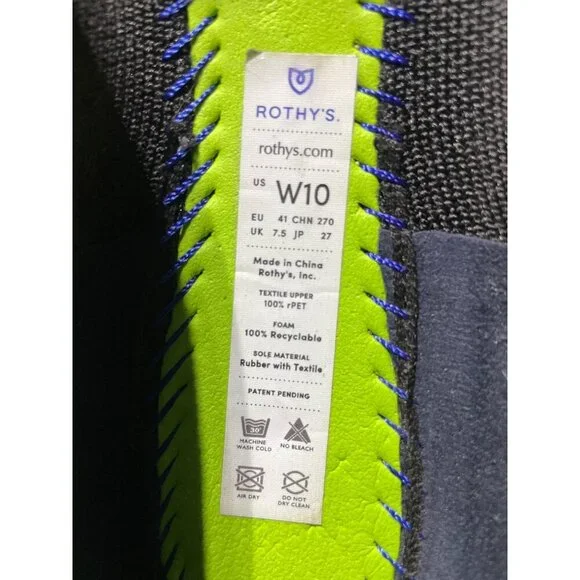 ROTHY'S.
rothys.com
US W10
EU 41 CHN 270
UK 7.5 JP 27
Made in China
Rothy's, Inc.
TEXTILE UPPER
100% rPET
FOAM
100% Recyclable
SOLE MATERIAL
Rubber with Textile
PATENT PENDING
30°
MACHINE WASH COLD
NO BLEACH
AIR DRY
DO NOT DRY CLEAN